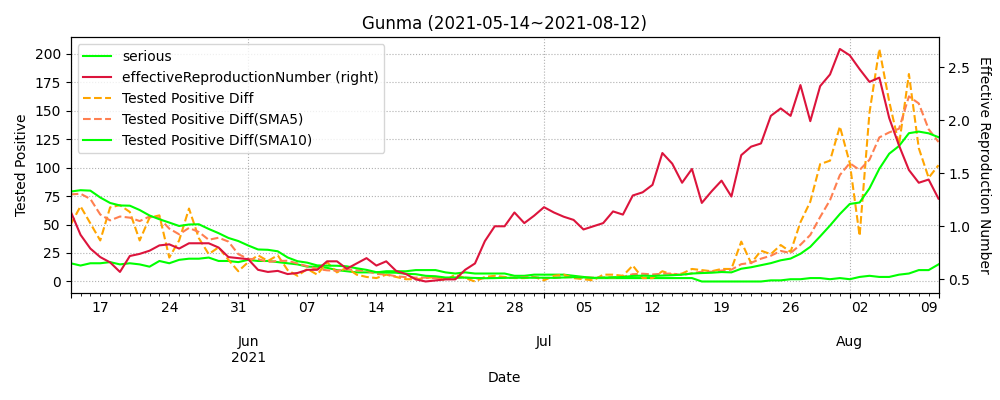 Gunma (2021-05-14~2021-08-12)
serious
effectiveReproductionNumber (right)
Tested Positive Diff
Tested Positive Diff(SMA5)
Tested Positive Diff(SMA10)
Tested Positive
200
175
150
125
100
75
50
25
0
2.5
2.0
1.5
1.0
0.5
Effective Reproduction Number
17 24 31 07 14 21 28 05 12 19 26 02 09
Jun Jul Aug
2021
Date